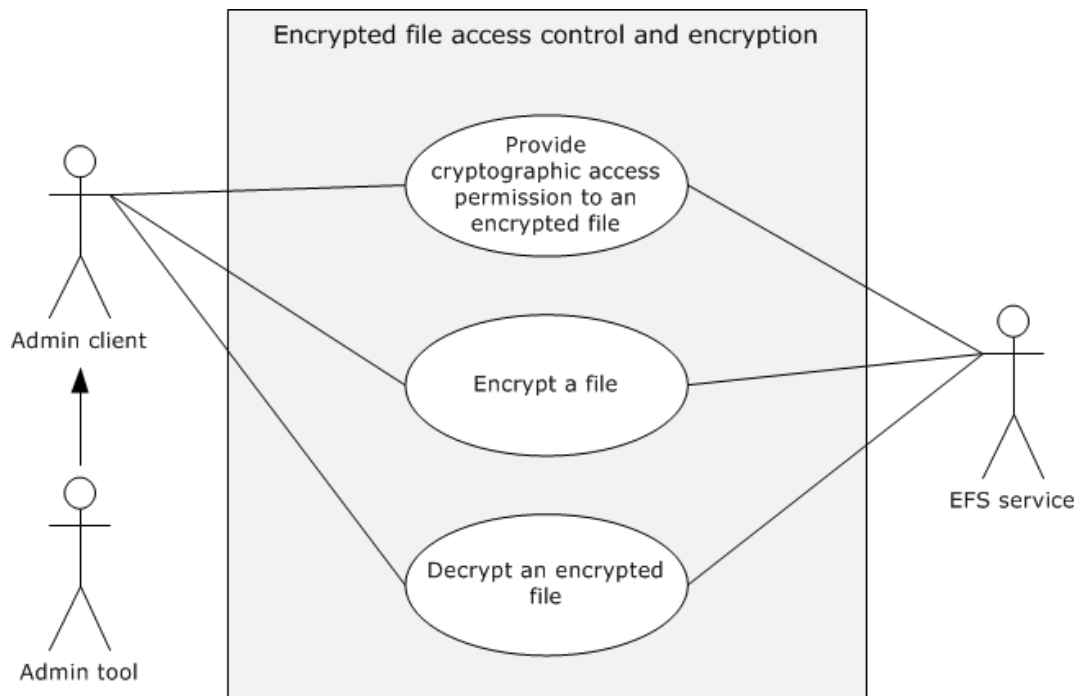 Encrypted file access control and encryption
Provide
cryptographic access
permission to an
encrypted file
Admin client
Encrypt a file
EFS service
Decrypt an encrypted
file
Admin tool